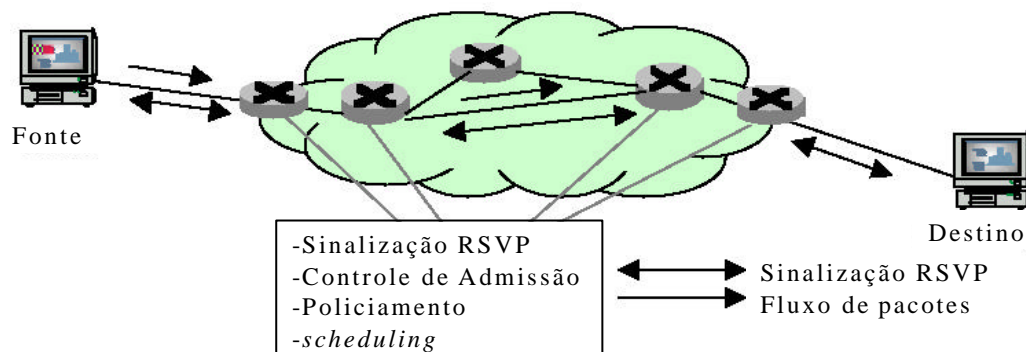 Fonte
Destino
-Sinalização RSVP
-Controle de Admissão
-Policiamento
-scheduling
Sinalização RSVP
Fluxo de pacotes